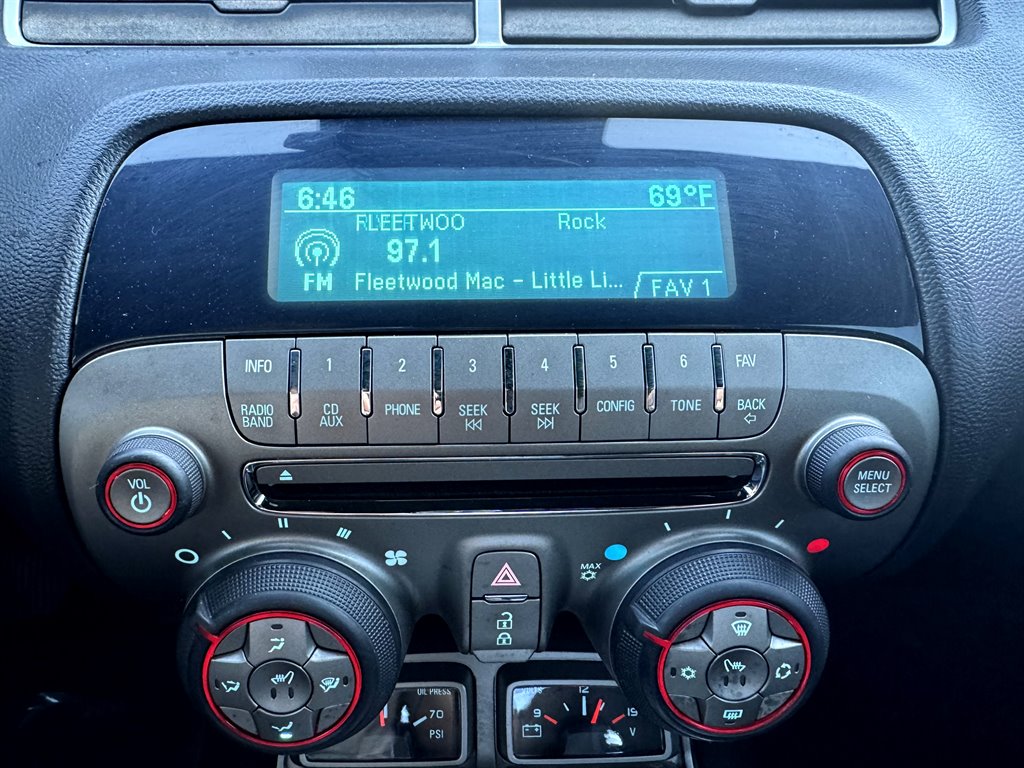 6:46 69°F
FLEETWOO Rock
97.1
FM Fleetwood Mac - Little Li... FAV 1
INFO 1 2 3 4 5 6 FAV
RADIO BAND CD AUX PHONE SEEK SEEK CONFIG TONE BACK
VOL
MENU SELECT
MAX
OIL PRESS
70
PSI
VOLTS
9 12 15
V